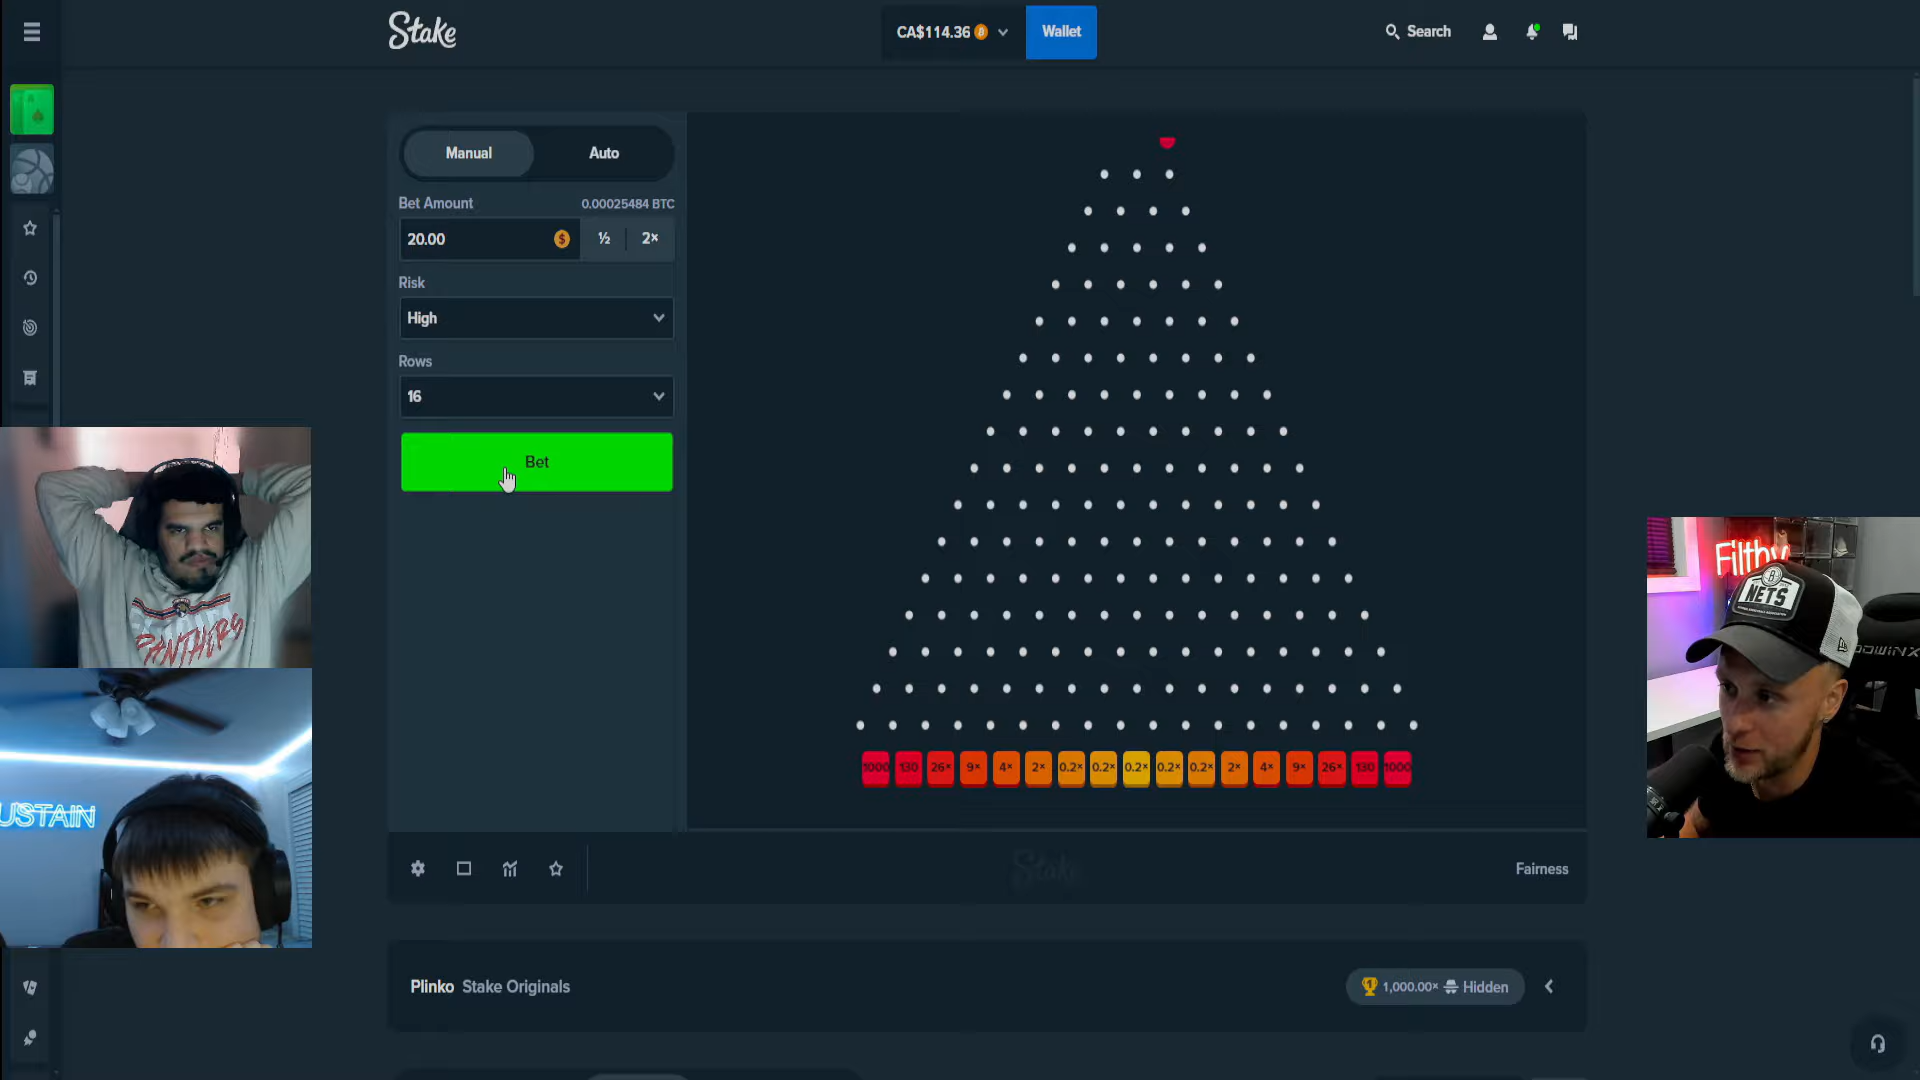 Stake
CA$114.36
Wallet
Search
Manual
Auto
Bet Amount
0.00025484 BTC
20.00
½
2×
Risk
High
Rows
16
Bet
1000 130 26× 9× 4× 2× 0.2× 0.2× 0.2× 0.2× 0.2× 2× 4× 9× 26× 130 1000
PANTHERS
USTAIN
Filthy
NETS
Stake
Fairness
Plinko Stake Originals
1,000.00× Hidden